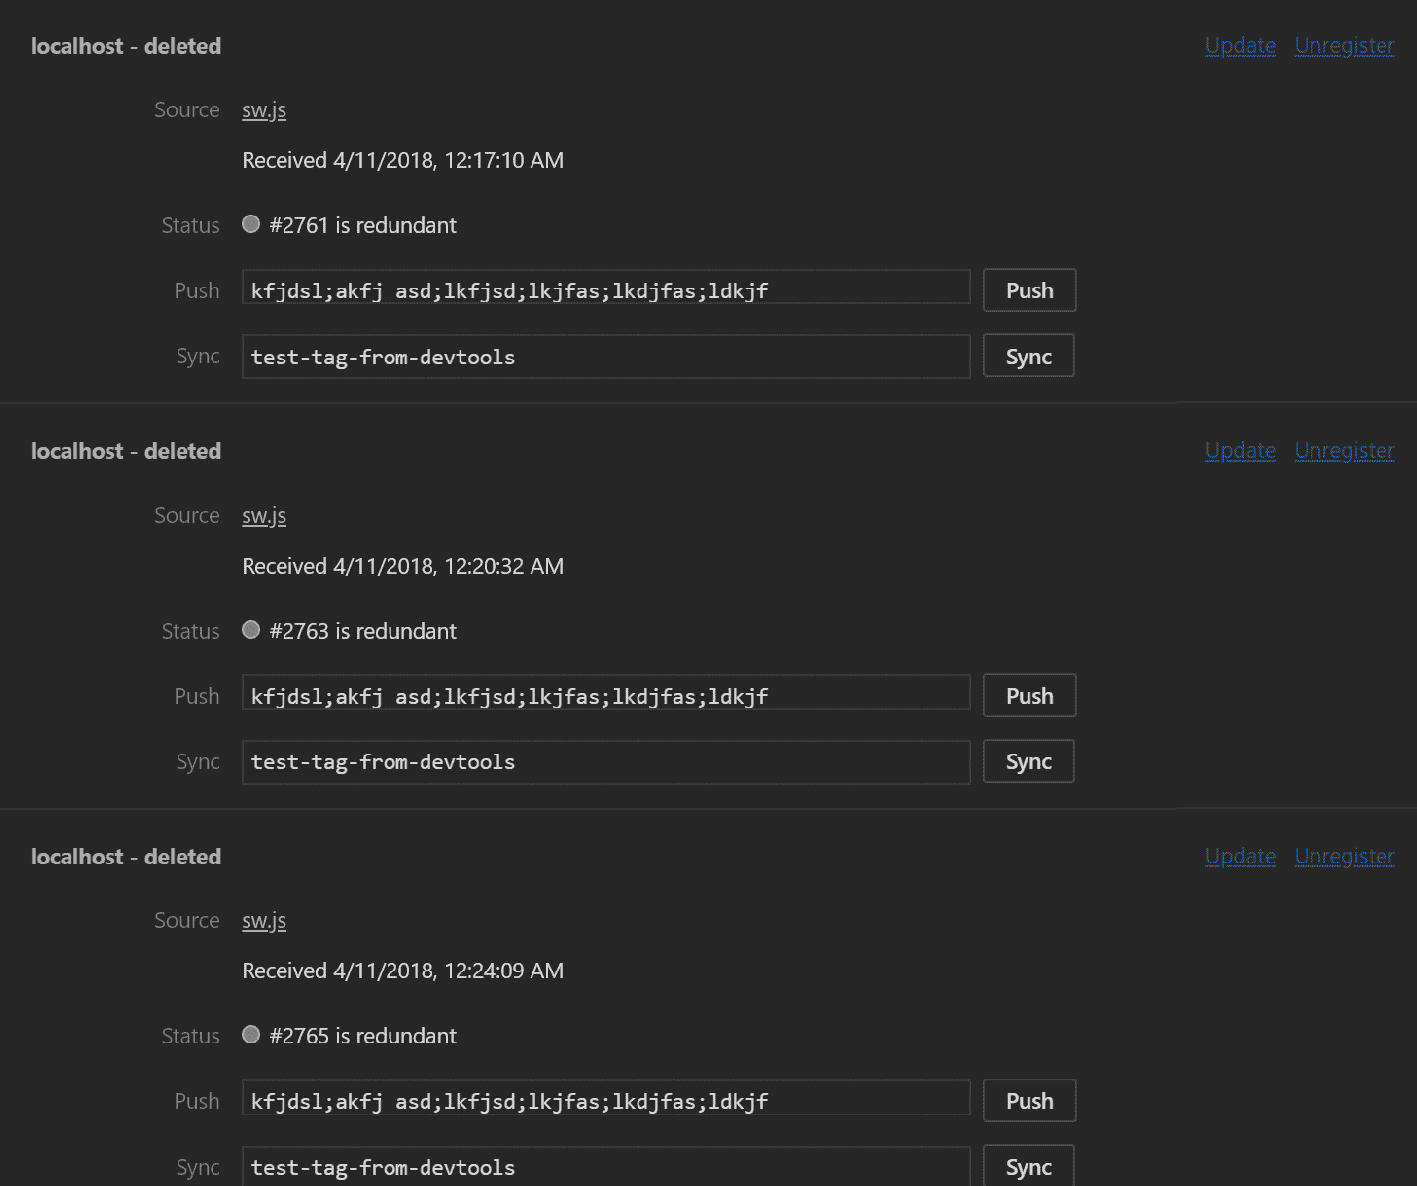 localhost - deleted Update Unregister
Source sw.js
Received 4/11/2018, 12:17:10 AM
Status #2761 is redundant
Push kfjdsl;akfj asd;lkfjsd;lkjfas;lkdjfas;ldkjf Push
Sync test-tag-from-devtools Sync
localhost - deleted Update Unregister
Source sw.js
Received 4/11/2018, 12:20:32 AM
Status #2763 is redundant
Push kfjdsl;akfj asd;lkfjsd;lkjfas;lkdjfas;ldkjf Push
Sync test-tag-from-devtools Sync
localhost - deleted Update Unregister
Source sw.js
Received 4/11/2018, 12:24:09 AM
Status #2765 is redundant
Push kfjdsl;akfj asd;lkfjsd;lkjfas;lkdjfas;ldkjf Push
Sync test-tag-from-devtools Sync